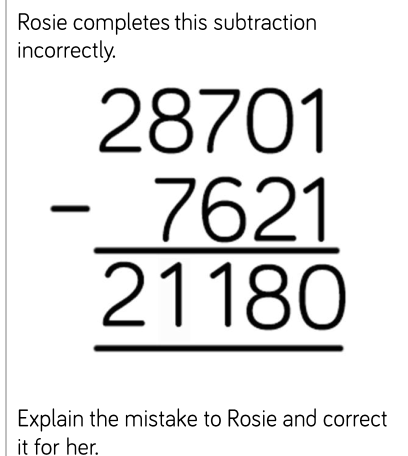 Rosie completes this subtraction
incorrectly.
28701
- 7621
21180
Explain the mistake to Rosie and correct
it for her.